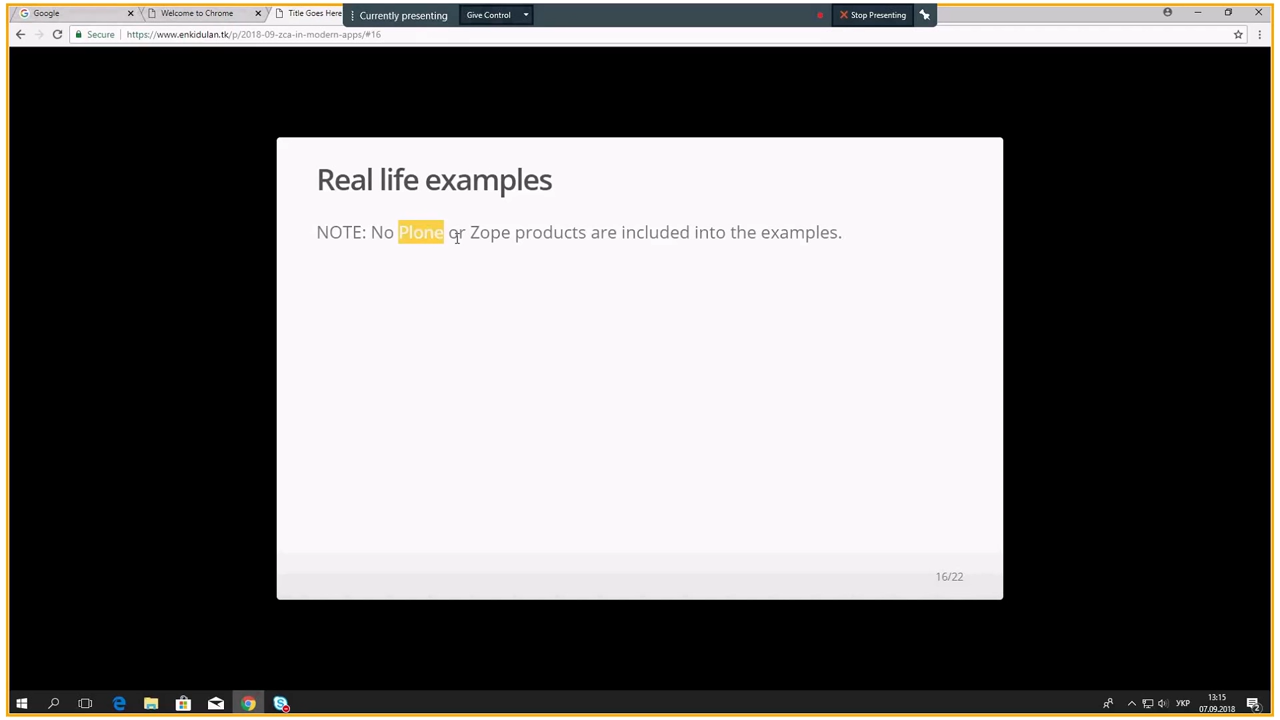 Google
Welcome to Chrome
Title Goes Here
Currently presenting
Give Control
Stop Presenting
Secure
https://www.enkidulan.tk/p/2018-09-zca-in-modern-apps/#16
Real life examples
NOTE: No Plone or Zope products are included into the examples.
16/22
УКР
13:15
07.09.2018
2